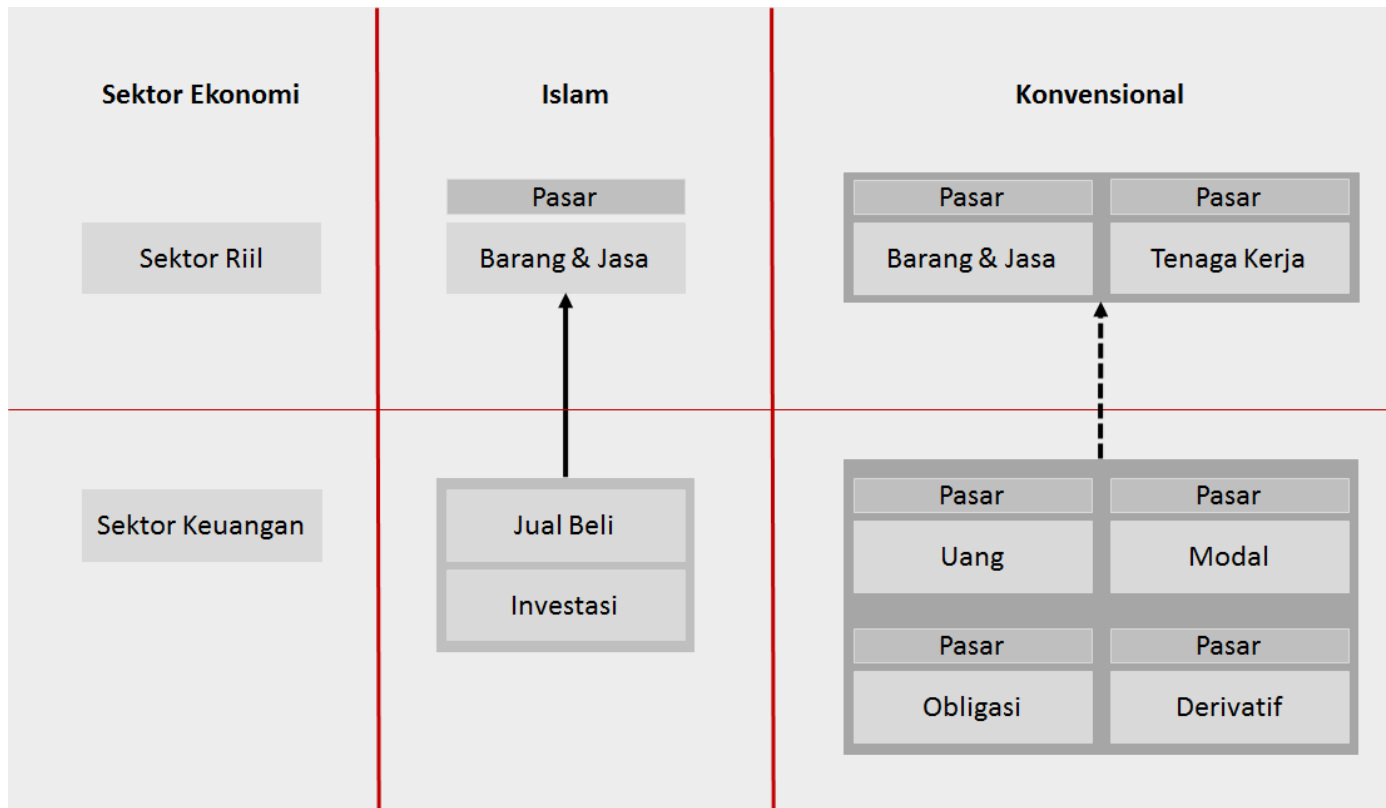 Sektor Ekonomi
Islam
Konvensional
Sektor Riil
Pasar
Barang & Jasa
Pasar
Barang & Jasa
Pasar
Tenaga Kerja
Sektor Keuangan
Jual Beli
Investasi
Pasar
Uang
Pasar
Modal
Pasar
Obligasi
Pasar
Derivatif